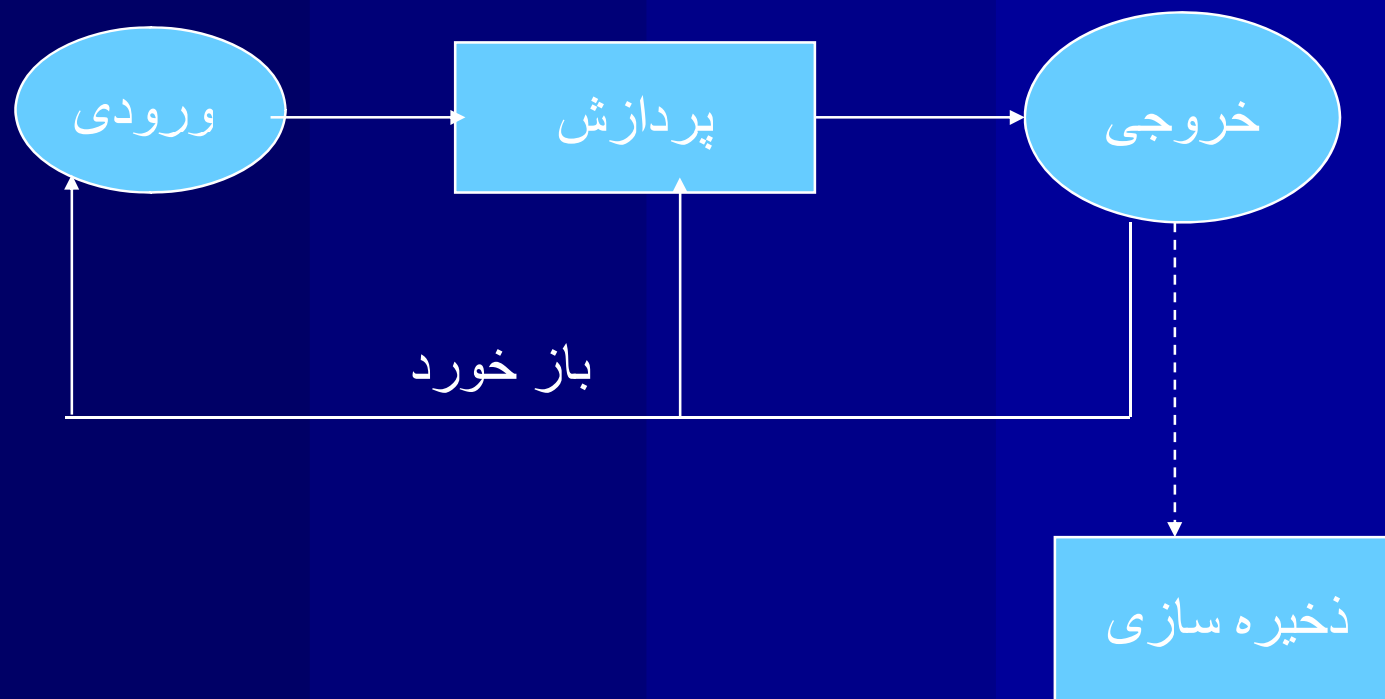 ورودی
پردازش
خروجی
باز خورد
ذخیره سازی